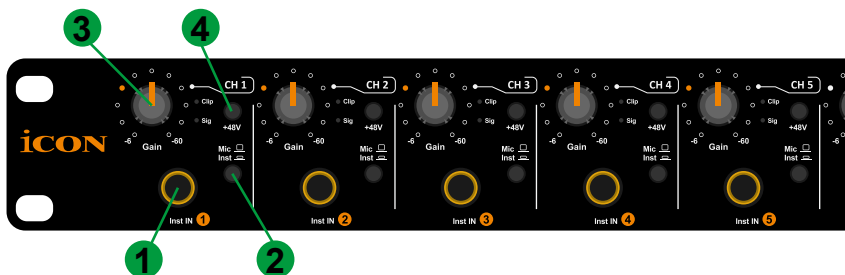 3 4
CH 1 CH 2 CH 3 CH 4 CH 5
Clip Clip Clip Clip Clip
Sig Sig Sig Sig Sig
+48V +48V +48V +48V +48V
-6 -60 -6 -60 -6 -60 -6 -60 -6 -60 -6
Gain Gain Gain Gain Gain
iCON
Mic Mic Mic Mic Mic
Inst Inst Inst Inst Inst
Inst IN 1 Inst IN 2 Inst IN 3 Inst IN 4 Inst IN 5
1 2